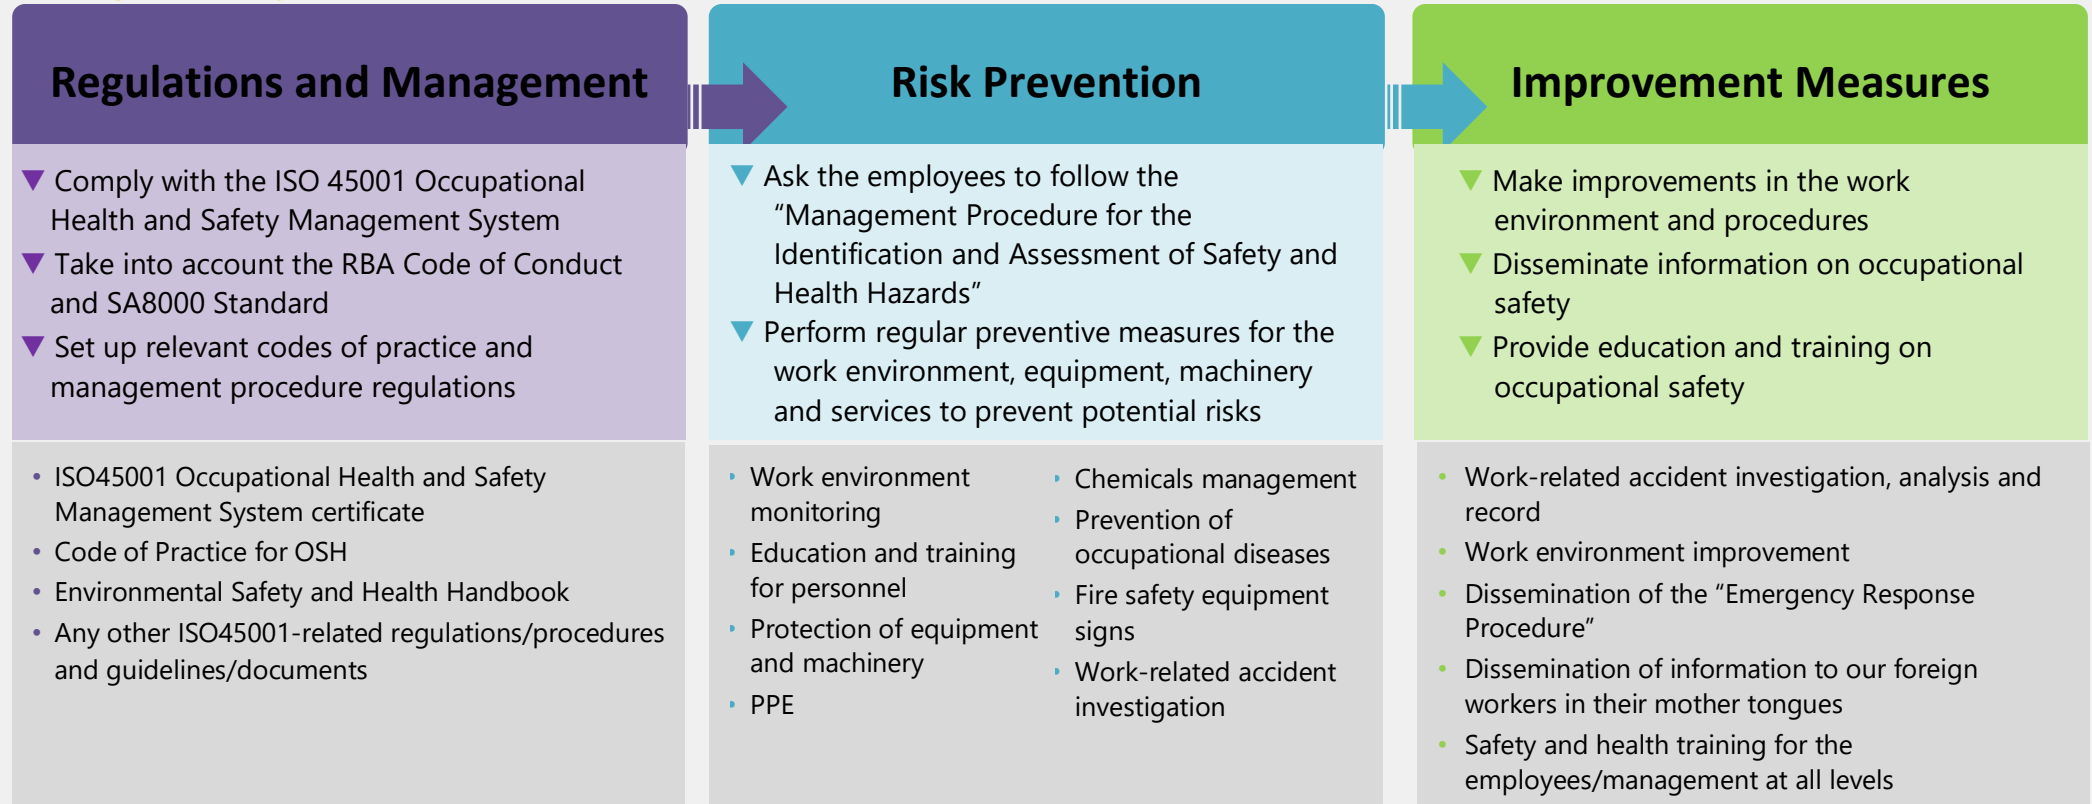 Regulations and Management
▼ Comply with the ISO 45001 Occupational
Health and Safety Management System
▼ Take into account the RBA Code of Conduct
and SA8000 Standard
▼ Set up relevant codes of practice and
management procedure regulations
• ISO45001 Occupational Health and Safety
Management System certificate
• Code of Practice for OSH
• Environmental Safety and Health Handbook
• Any other ISO45001-related regulations/procedures
and guidelines/documents
Risk Prevention
▼ Ask the employees to follow the
“Management Procedure for the
Identification and Assessment of Safety and
Health Hazards”
▼ Perform regular preventive measures for the
work environment, equipment, machinery
and services to prevent potential risks
• Work environment
monitoring
• Education and training
for personnel
• Protection of equipment
and machinery
• PPE
• Chemicals management
• Prevention of
occupational diseases
• Fire safety equipment
signs
• Work-related accident
investigation
Improvement Measures
▼ Make improvements in the work
environment and procedures
▼ Disseminate information on occupational
safety
▼ Provide education and training on
occupational safety
• Work-related accident investigation, analysis and
record
• Work environment improvement
• Dissemination of the “Emergency Response
Procedure”
• Dissemination of information to our foreign
workers in their mother tongues
• Safety and health training for the
employees/management at all levels